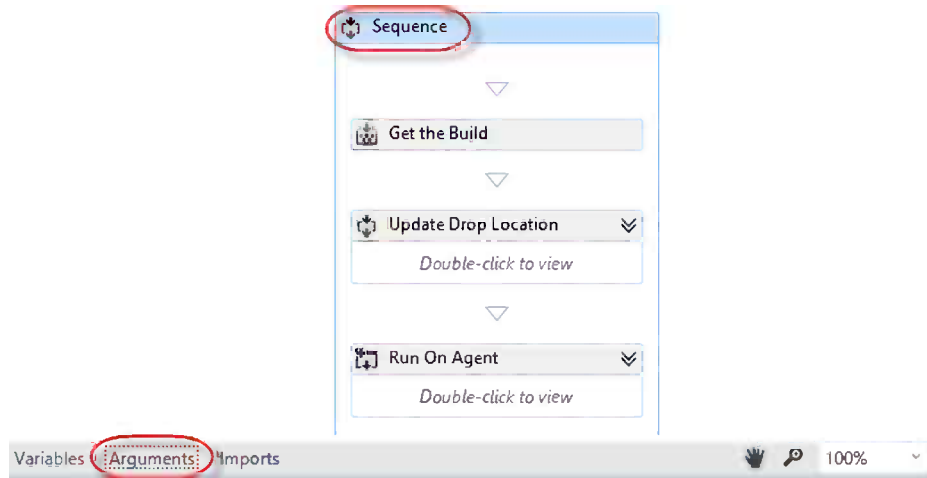 Sequence
Get the Build
Update Drop Location
Double-click to view
Run On Agent
Double-click to view
Variables Arguments Imports 100%